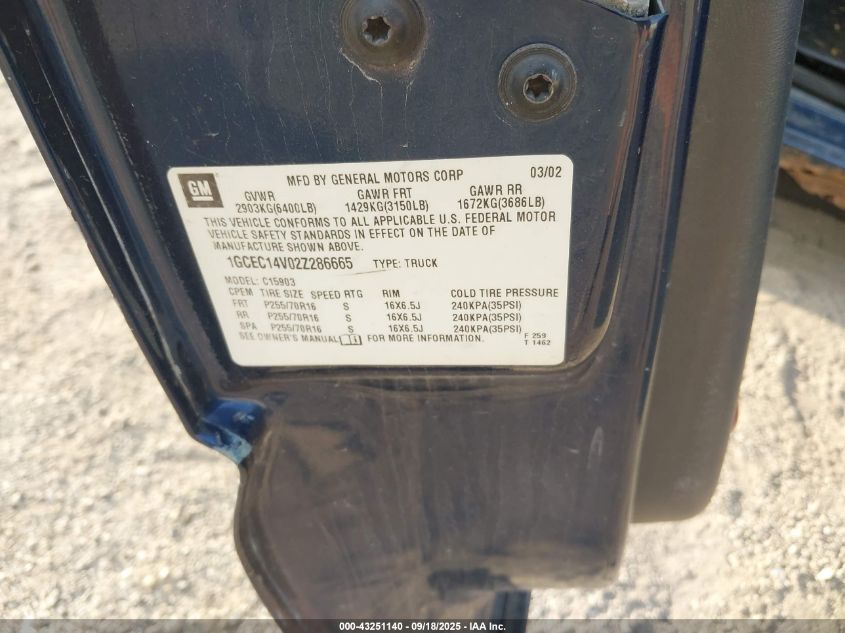 GM
MFD BY GENERAL MOTORS CORP 03/02
GVWR GAWR FRT GAWR RR
2903KG(6400LB) 1429KG(3150LB) 1672KG(3686LB)
THIS VEHICLE CONFORMS TO ALL APPLICABLE U.S. FEDERAL MOTOR
VEHICLE SAFETY STANDARDS IN EFFECT ON THE DATE OF
MANUFACTURE SHOWN ABOVE.
1GCEC14V02Z286665 TYPE: TRUCK
MODEL: C15903
CPEM TIRE SIZE SPEED RTG RIM COLD TIRE PRESSURE
FRT P255/70R16 S 16X6.5J 240KPA(35PSI)
RR P255/70R16 S 16X6.5J 240KPA(35PSI)
SPA P255/70R16 S 16X6.5J 240KPA(35PSI)
SEE OWNER'S MANUAL FOR MORE INFORMATION.
F 259
T 1462
000-43251140 - 09/18/2025 - IAA Inc.